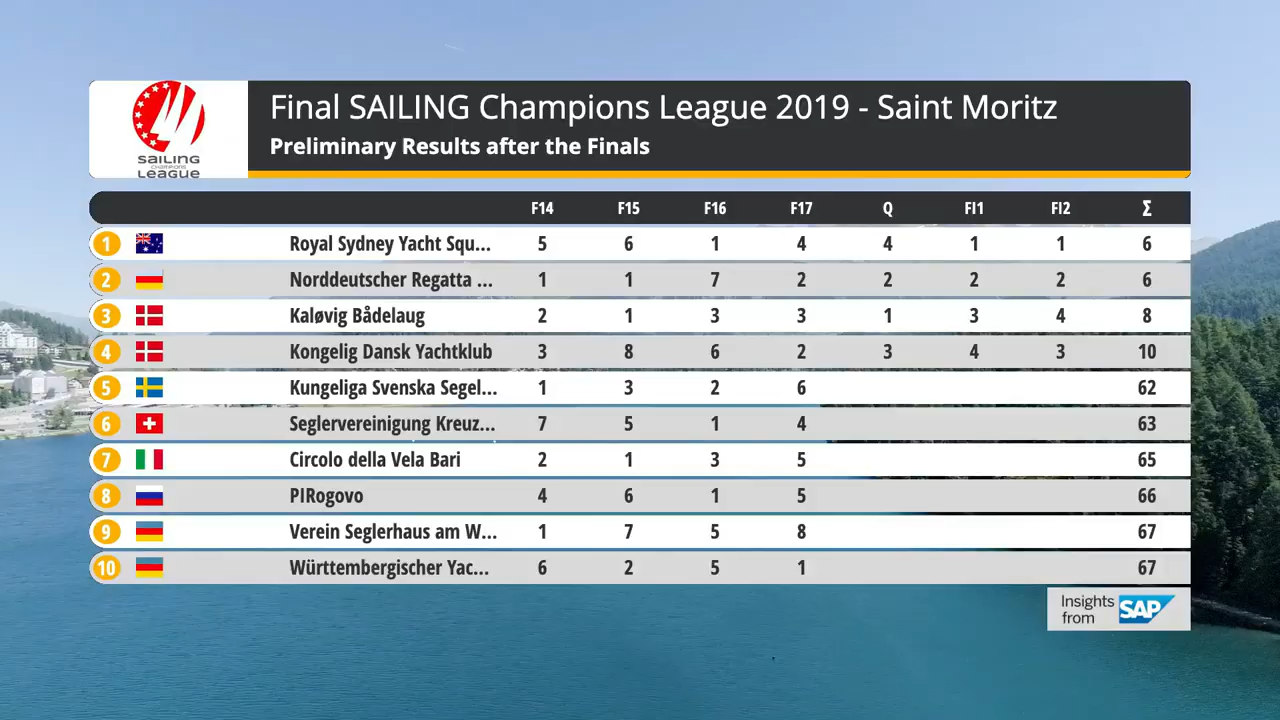 Final SAILING Champions League 2019 - Saint Moritz
Preliminary Results after the Finals
SAILING
CHAMPIONS
LEAGUE
F14 F15 F16 F17 Q FI1 FI2 Σ
1 Royal Sydney Yacht Squ... 5 6 1 4 4 1 1 6
2 Norddeutscher Regatta ... 1 1 7 2 2 2 2 6
3 Kaløvig Bådelaug 2 1 3 3 1 3 4 8
4 Kongelig Dansk Yachtklub 3 8 6 2 3 4 3 10
5 Kungeliga Svenska Segel... 1 3 2 6 62
6 Seglervereinigung Kreuz... 7 5 1 4 63
7 Circolo della Vela Bari 2 1 3 5 65
8 PIRogovo 4 6 1 5 66
9 Verein Seglerhaus am W... 1 7 5 8 67
10 Württembergischer Yac... 6 2 5 1 67
Insights
from SAP